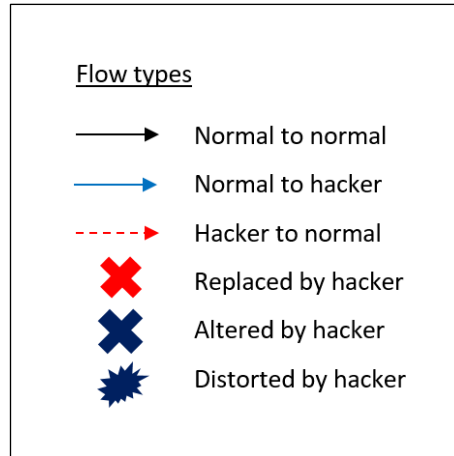 Flow types
Normal to normal
Normal to hacker
Hacker to normal
Replaced by hacker
Altered by hacker
Distorted by hacker